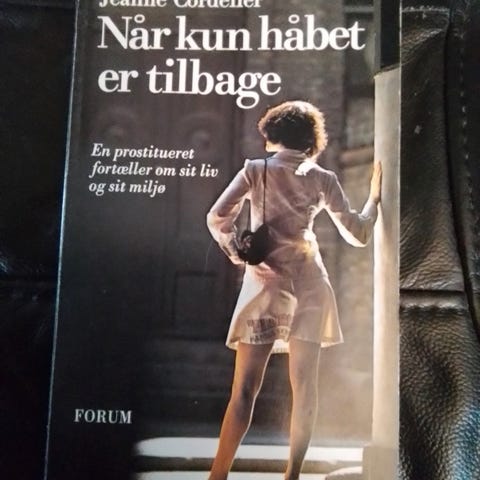 Jeanne Cordelier
Når kun håbet
er tilbage
En prostitueret
fortæller om sit liv
og sit miljø
FORUM